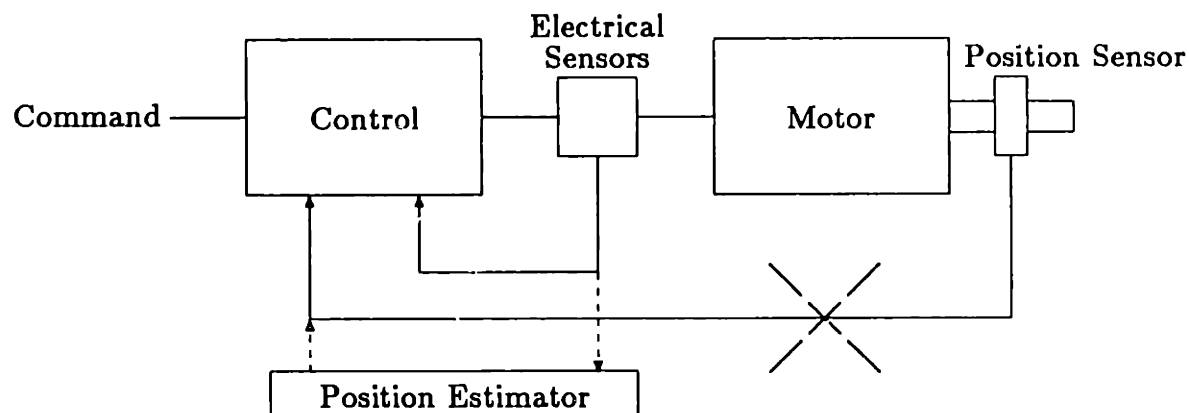 Electrical
Sensors
Position Sensor
Command
Control
Motor
Position Estimator